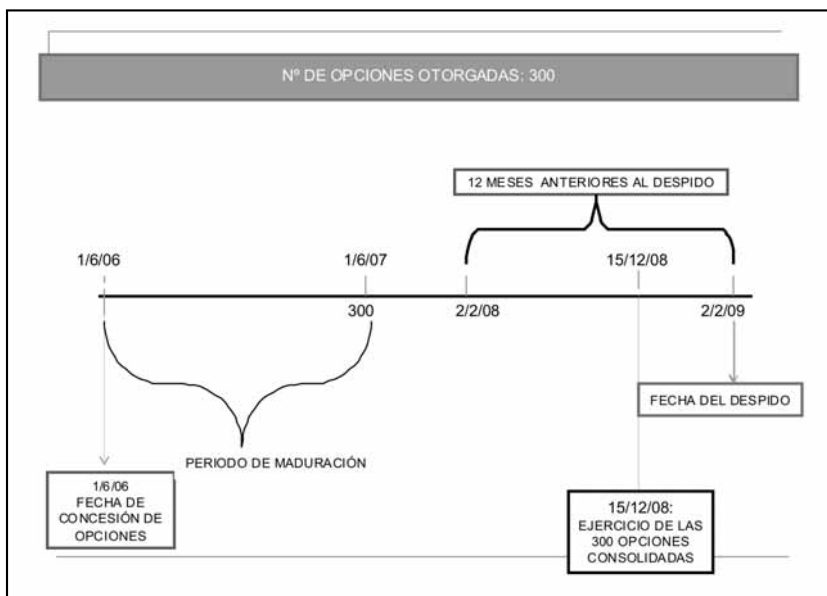 Nº DE OPCIONES OTORGADAS: 300
12 MESES ANTERIORES AL DESPIDO
1/6/06
1/6/07
15/12/08
300
2/2/08
2/2/09
FECHA DEL DESPIDO
PERIODO DE MADURACIÓN
1/6/06
FECHA DE
CONCESIÓN DE
OPCIONES
15/12/08:
EJERCICIO DE LAS
300 OPCIONES
CONSOLIDADAS